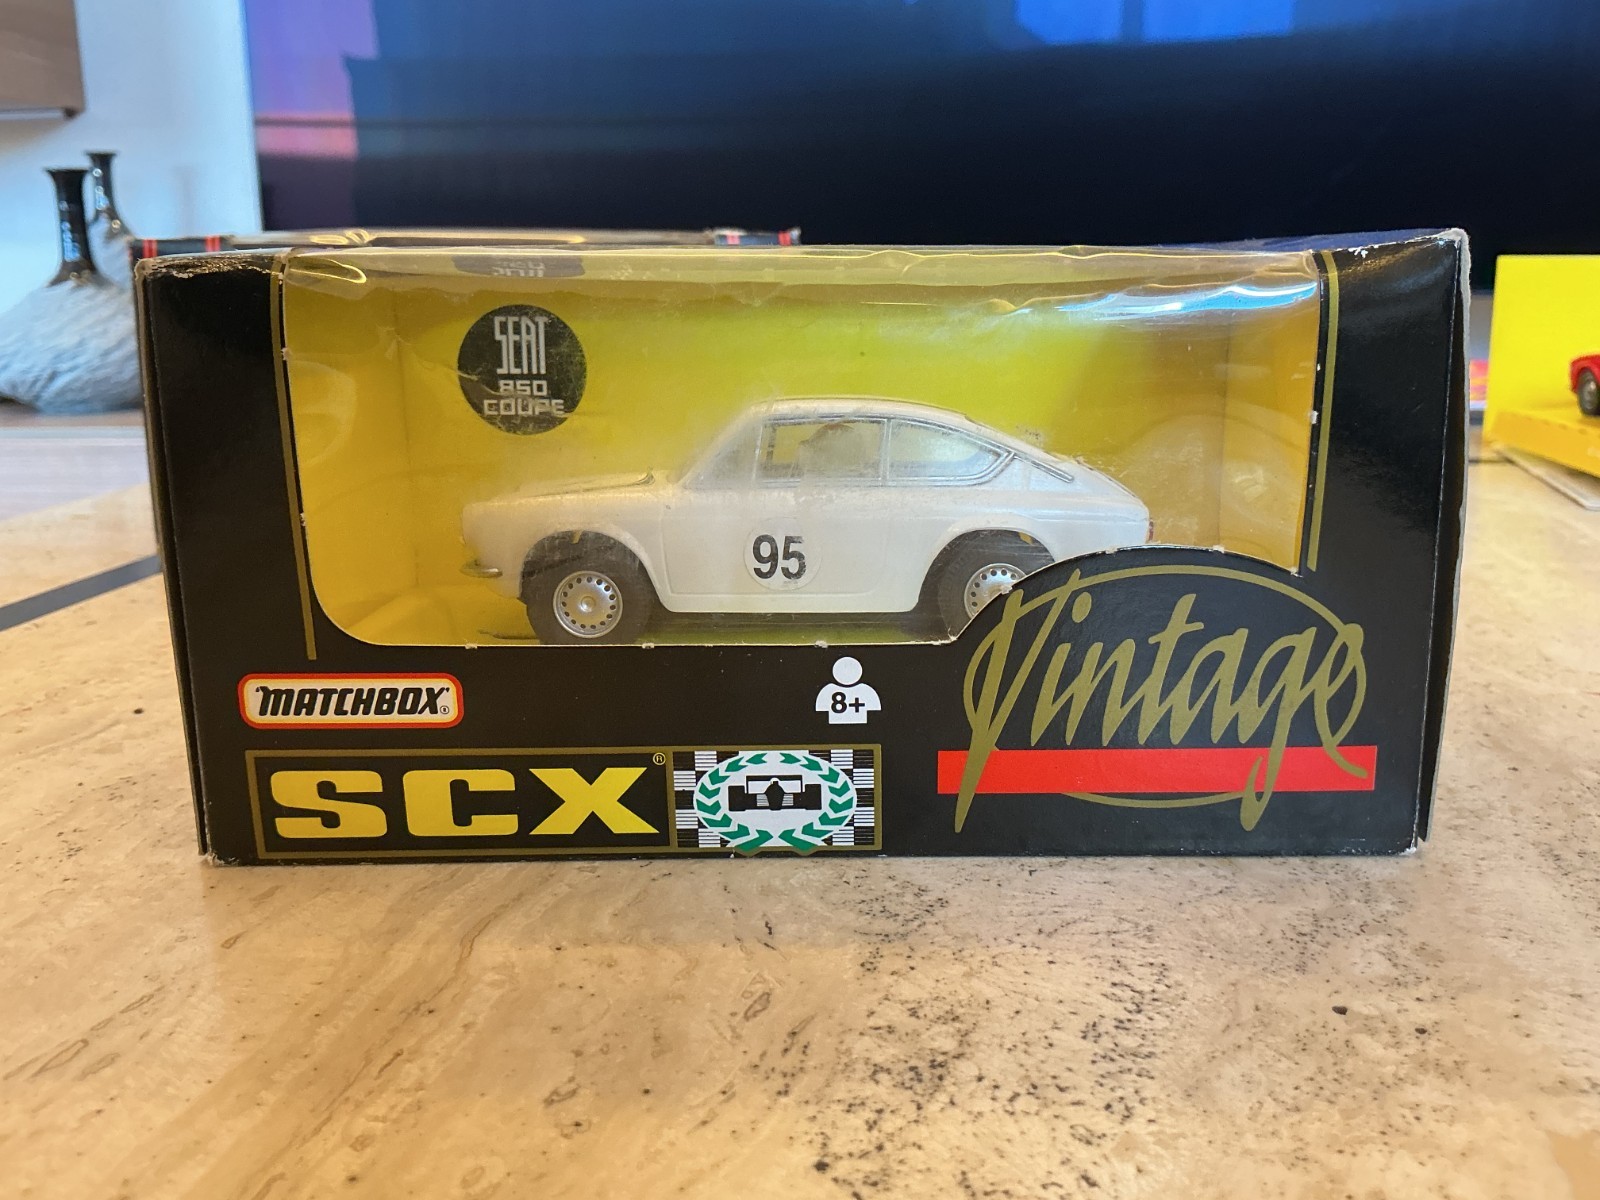 SEAT
850
COUPE
95
MATCHBOX®
8+
Vintage
SCX®